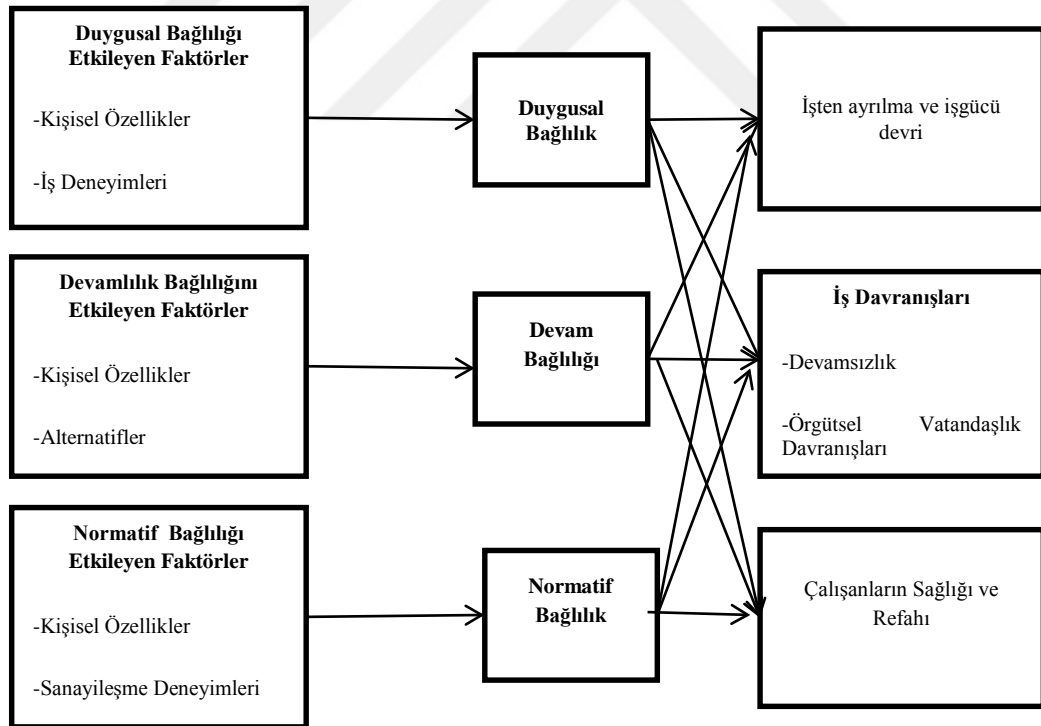 Duygusal Bağlılığı
Etkileyen Faktörler
-Kişisel Özellikler
-İş Deneyimleri
Duygusal
Bağlılık
İşten ayrılma ve işgücü
devri
Devamlılık Bağlılığını
Etkileyen Faktörler
-Kişisel Özellikler
-Alternatifler
Devam
Bağlılığı
İş Davranışları
-Devamsızlık
-Örgütsel Vatandaşlık
Davranışları
Normatif Bağlılığı
Etkileyen Faktörler
-Kişisel Özellikler
-Sanayileşme Deneyimleri
Normatif
Bağlılık
Çalışanların Sağlığı ve
Refahı